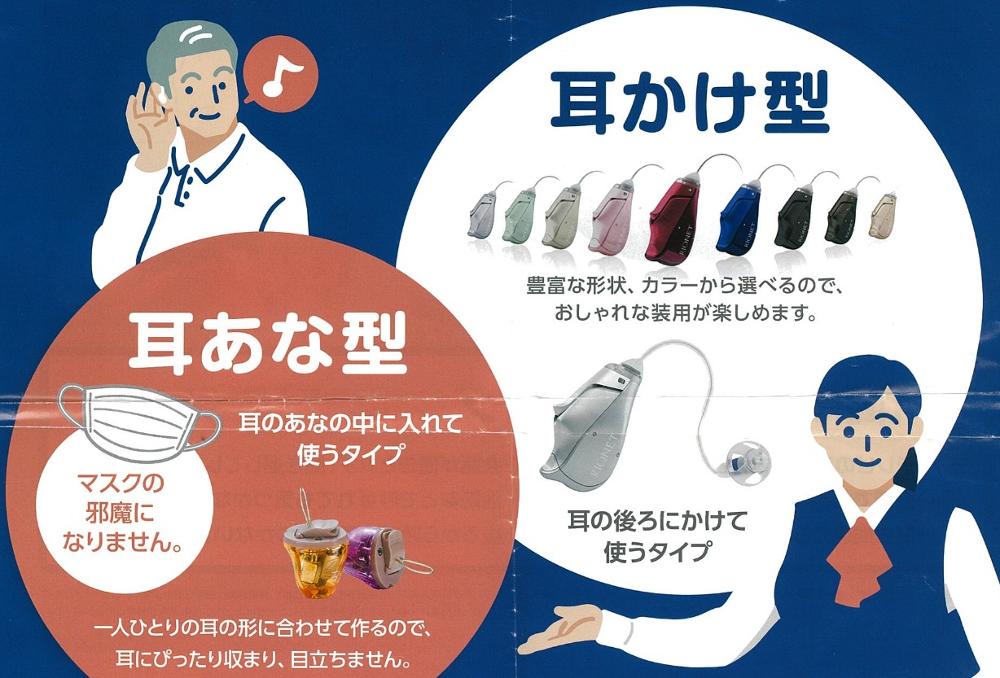 耳かけ型
RIONET
RIONET
RIONET
豊富な形状、カラーから選べるので、
おしゃれな装用が楽しめます。
RIONET
耳の後ろにかけて
使うタイプ
耳あな型
耳のあなの中に入れて
使うタイプ
マスクの
邪魔に
なりません。
一人ひとりの耳の形に合わせて作るので、
耳にぴったり収まり、目立ちません。